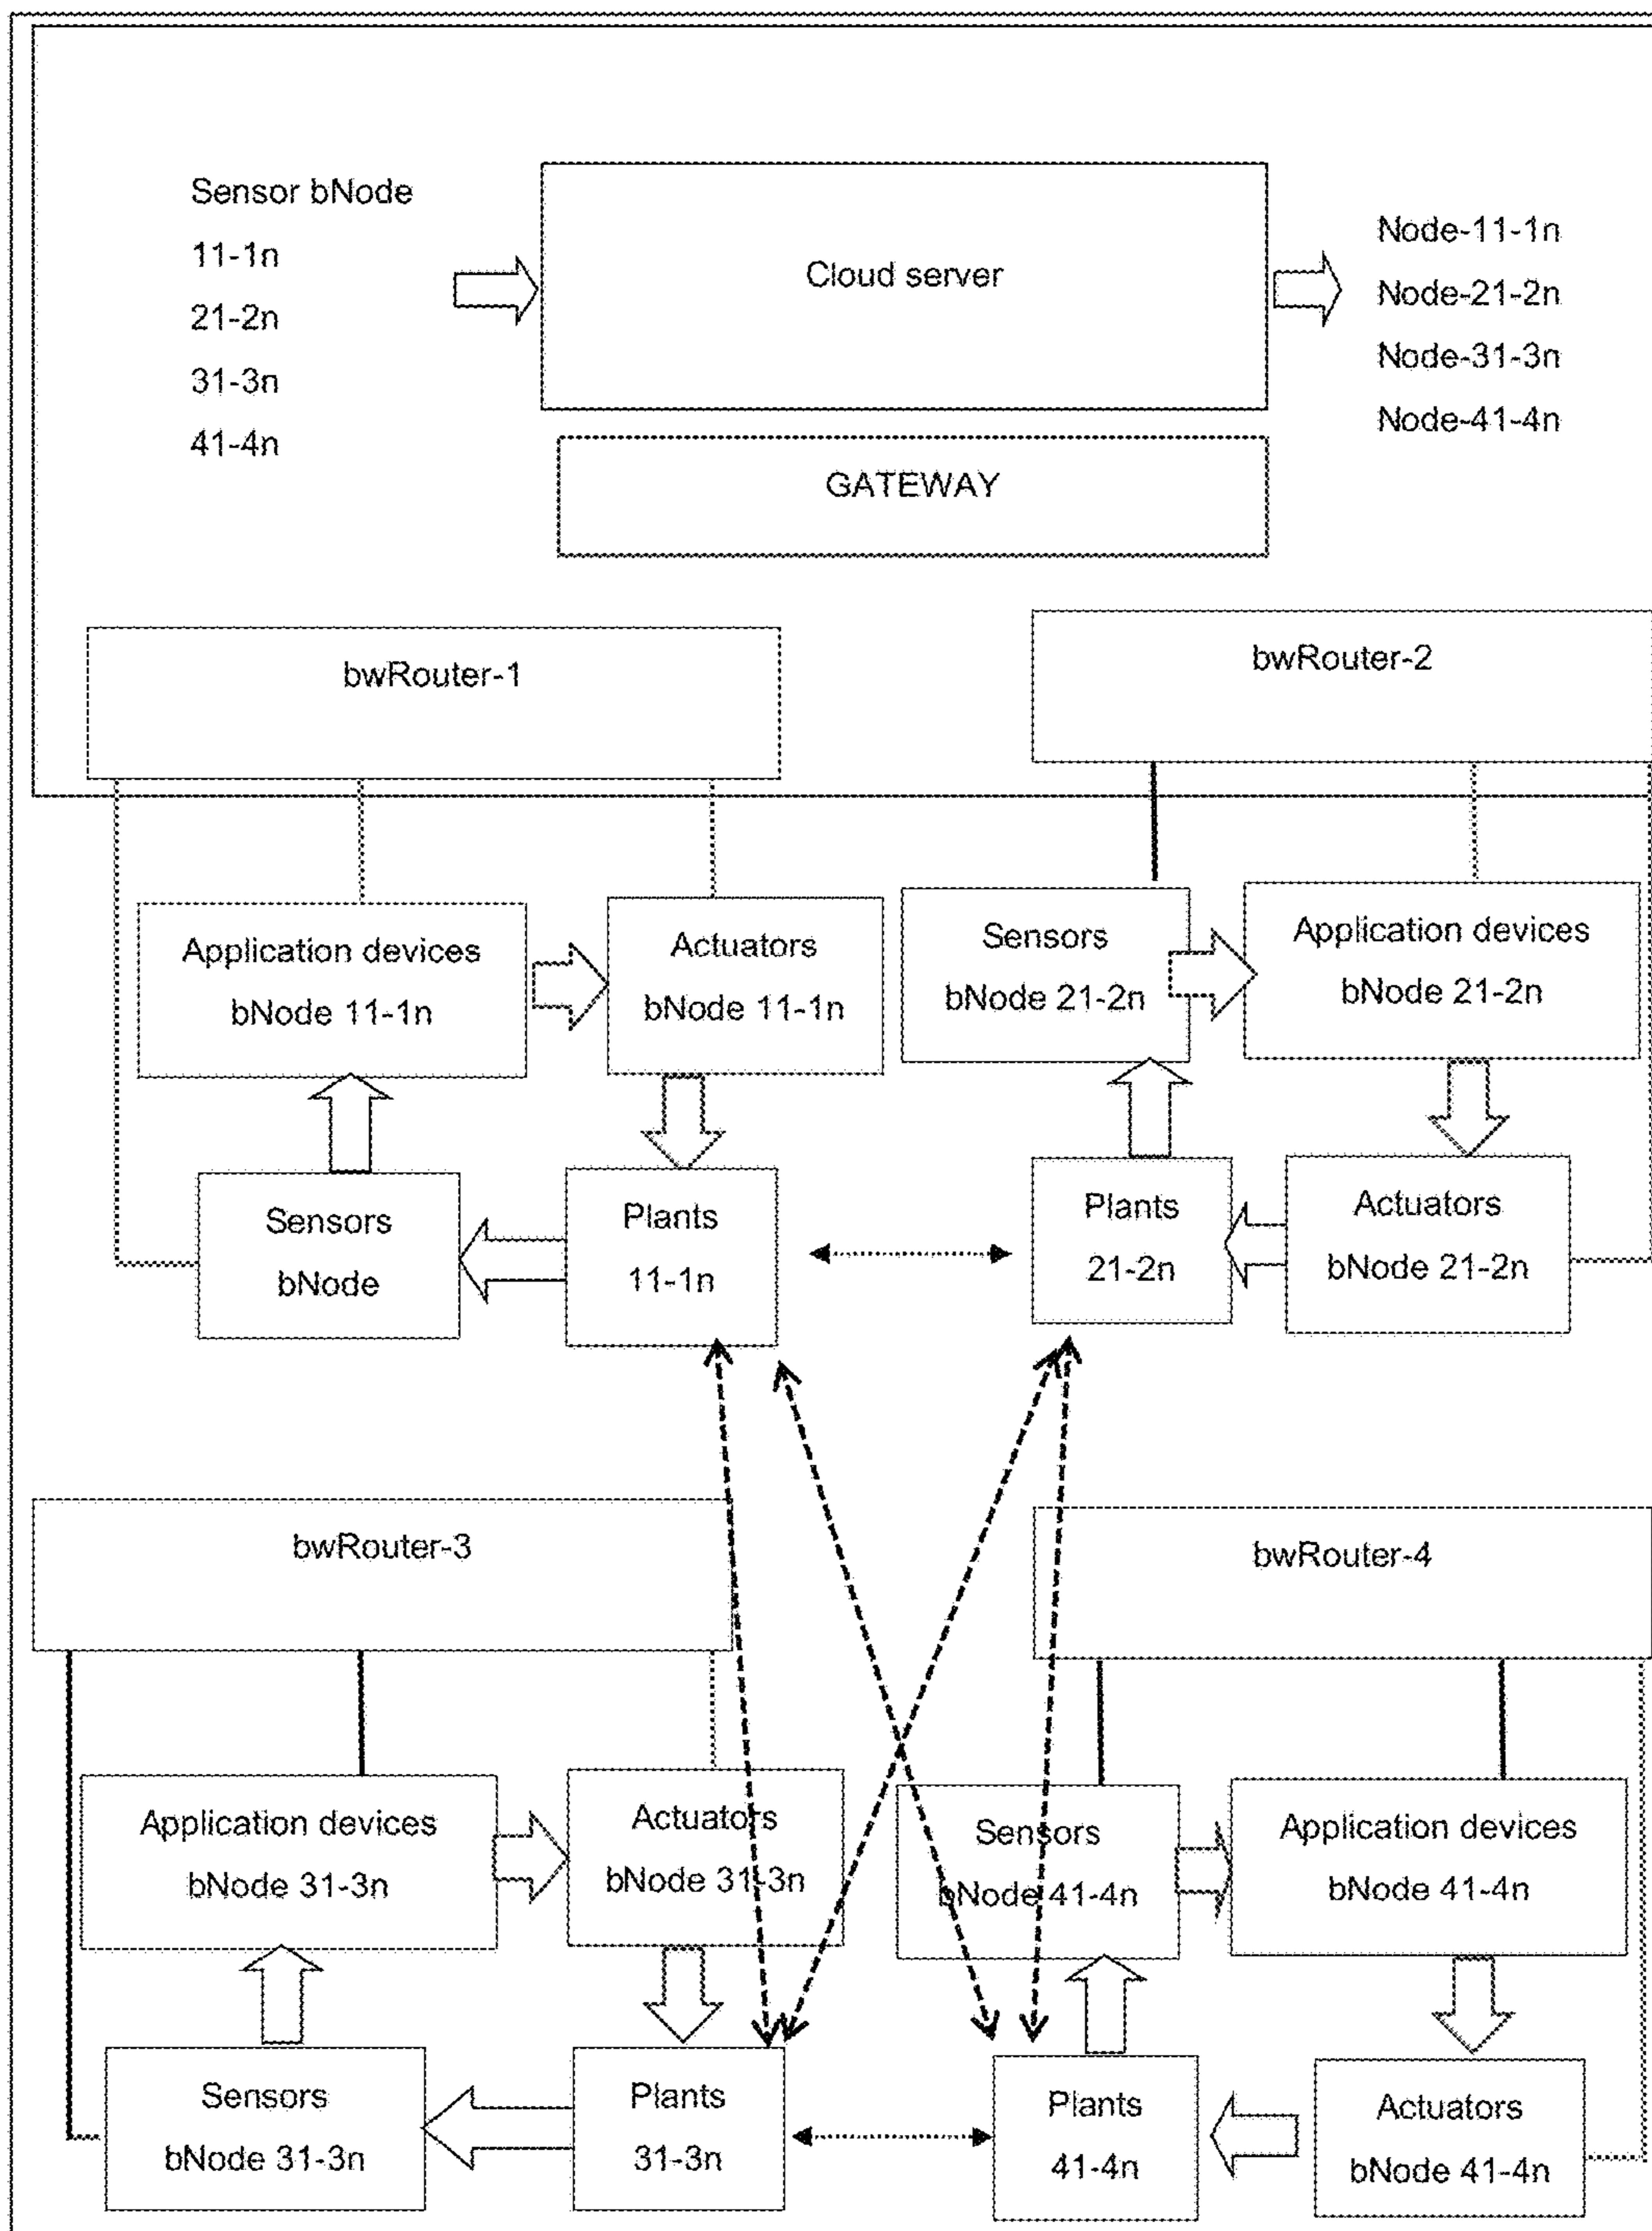 Sensor bNode
11-1n
21-2n
31-3n
41-4n
Cloud server
Node-11-1n
Node-21-2n
Node-31-3n
Node-41-4n
GATEWAY
bwRouter-1
bwRouter-2
Application devices
bNode 11-1n
Actuators
bNode 11-1n
Sensors
bNode 21-2n
Application devices
bNode 21-2n
Sensors
bNode
Plants
11-1n
Plants
21-2n
Actuators
bNode 21-2n
bwRouter-3
bwRouter-4
Application devices
bNode 31-3n
Actuators
bNode 31-3n
Sensors
bNode 41-4n
Application devices
bNode 41-4n
Sensors
bNode 31-3n
Plants
31-3n
Plants
41-4n
Actuators
bNode 41-4n